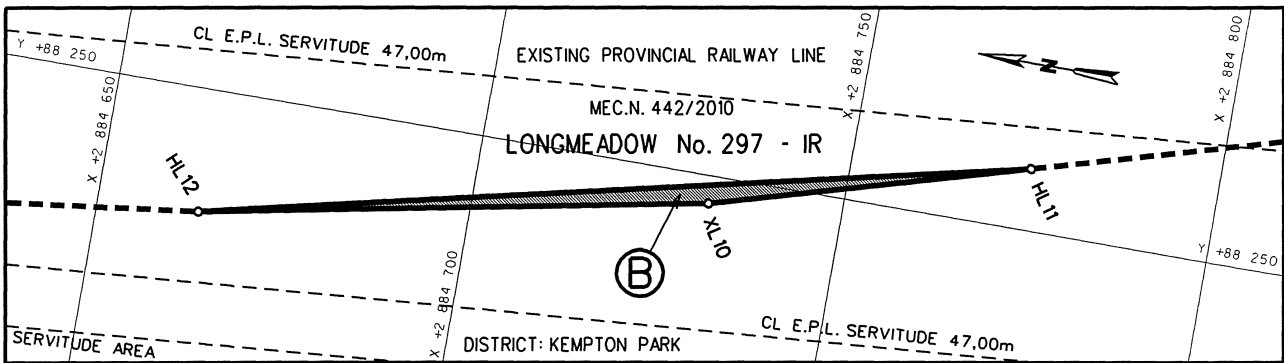 CL E.P.L. SERVITUDE 47,00m
EXISTING PROVINCIAL RAILWAY LINE
Y +88 250
X +2 884 650
X +2 884 750
X +2 884 800
N
MEC.N. 442/2010
LONGMEADOW No. 297 - IR
HL12
XL10
HL11
B
X +2 884 700
Y +88 250
CL E.P.L. SERVITUDE 47,00m
SERVITUDE AREA
DISTRICT: KEMPTON PARK